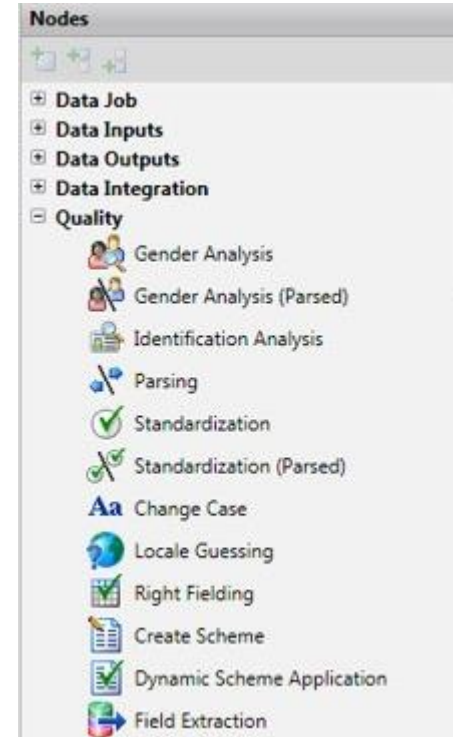 Nodes
Data Job
Data Inputs
Data Outputs
Data Integration
Quality
Gender Analysis
Gender Analysis (Parsed)
Identification Analysis
Parsing
Standardization
Standardization (Parsed)
Aa Change Case
Locale Guessing
Right Fielding
Create Scheme
Dynamic Scheme Application
Field Extraction